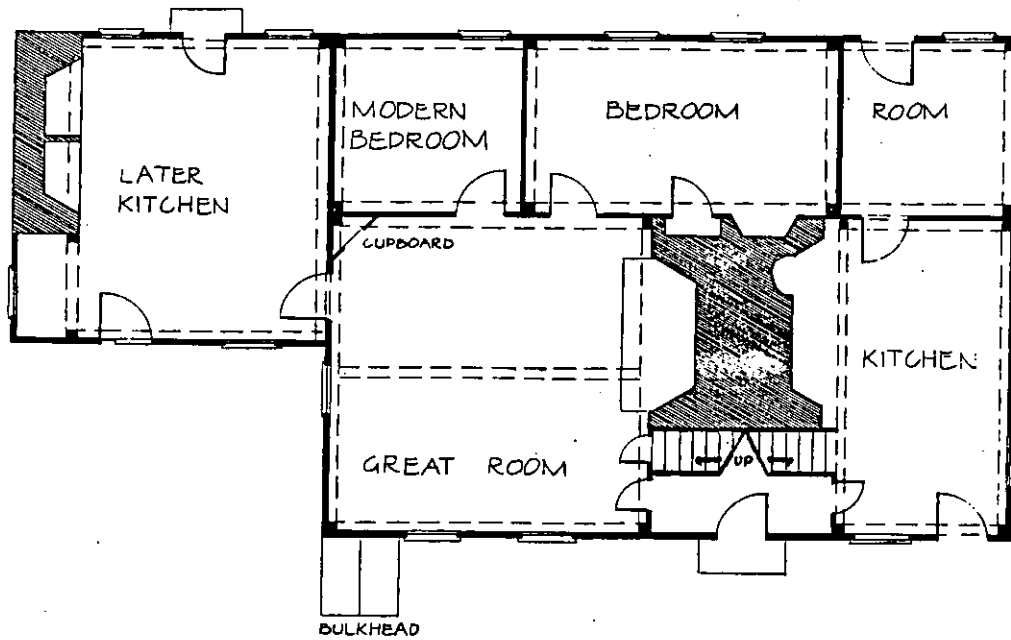 MODERN
BEDROOM
BEDROOM
ROOM
LATER
KITCHEN
CUPBOARD
KITCHEN
GREAT ROOM
UP
BULKHEAD